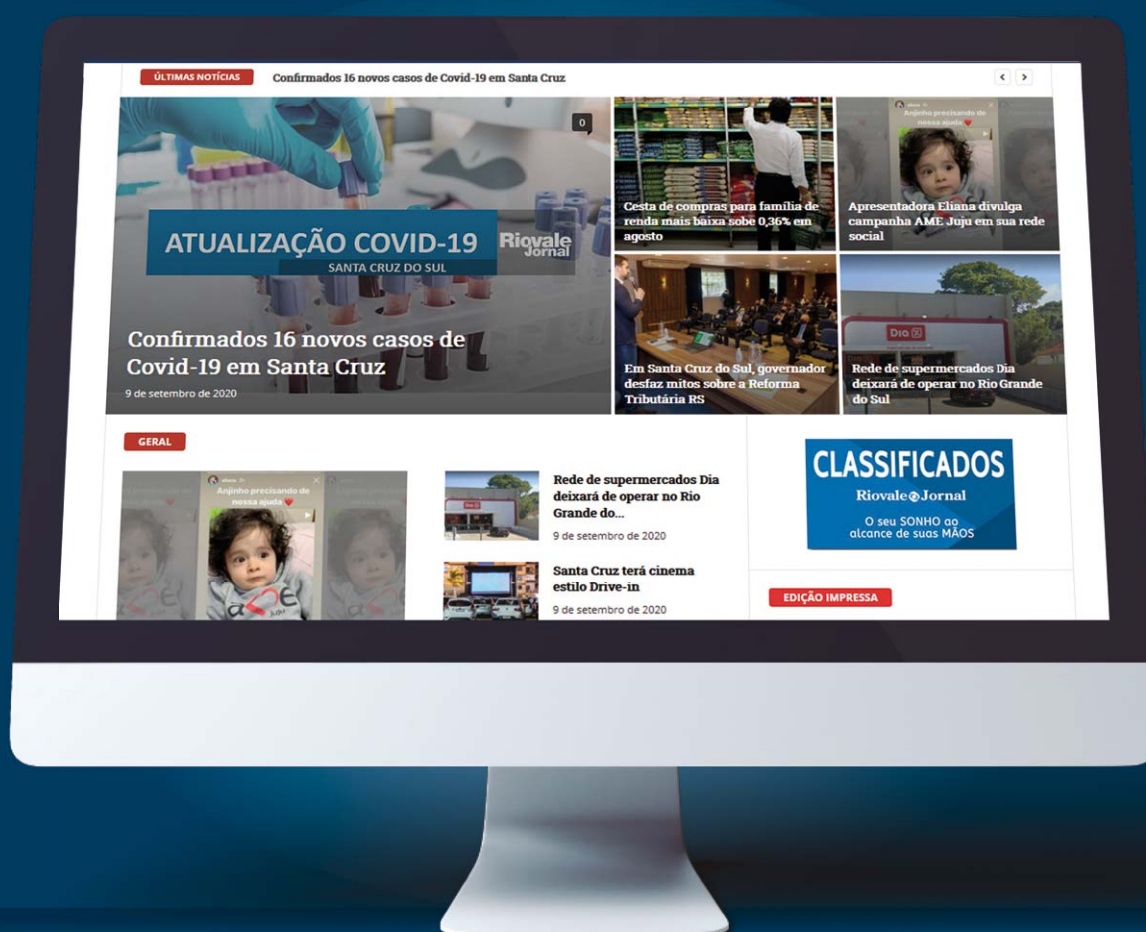 ÚLTIMAS NOTÍCIAS
Confirmados 16 novos casos de Covid-19 em Santa Cruz
0
ATUALIZAÇÃO COVID-19
Riovale
Jornal
SANTA CRUZ DO SUL
Confirmados 16 novos casos de
Covid-19 em Santa Cruz
9 de setembro de 2020
Cesta de compras para família de
renda mais baixa sobe 0,36% em
agosto
Anjinho precisando de
nossa ajuda
Apresentadora Eliana divulga
campanha AME Juju em sua rede
social
Em Santa Cruz do Sul, governador
desfaz mitos sobre a Reforma
Tributária RS
Dia
Rede de supermercados Dia
deixará de operar no Rio Grande
do Sul
GERAL
Anjinho precisando de
nossa ajuda
AME
Juju
Rede de supermercados Dia
deixará de operar no Rio
Grande do...
9 de setembro de 2020
Santa Cruz terá cinema
estilo Drive-in
9 de setembro de 2020
CLASSIFICADOS
Riovale Jornal
O seu SONHO ao
alcance de suas MÃOS
EDIÇÃO IMPRESSA